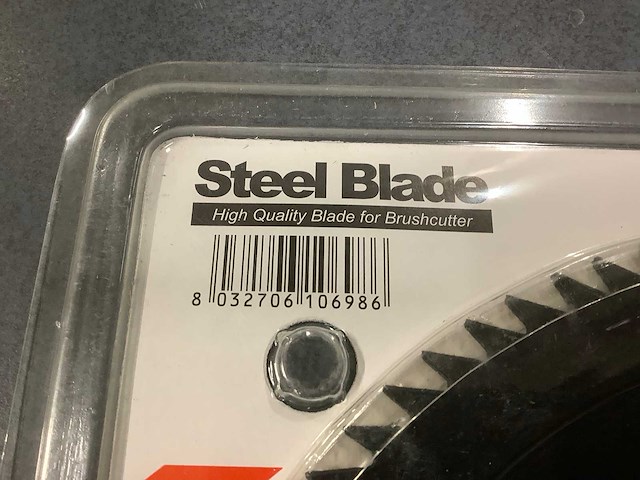 Steel Blade
High Quality Blade for Brushcutter
8 032706 106986